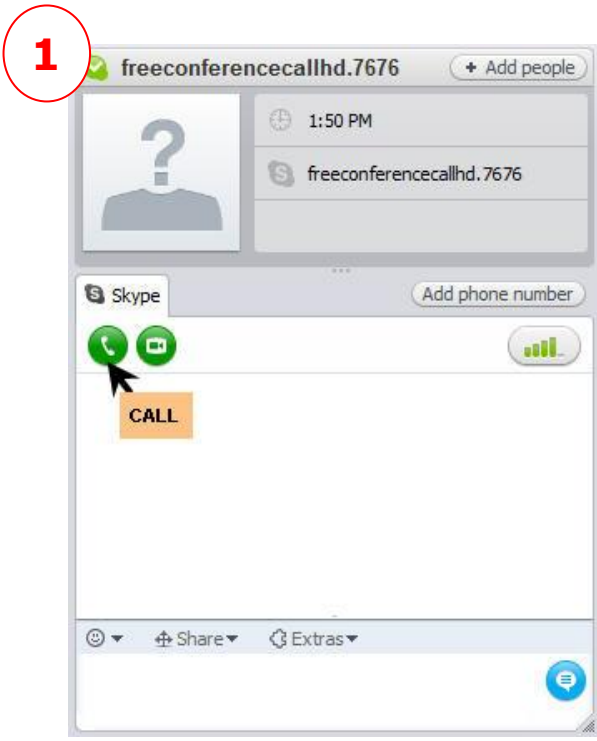 1
freeconferencecallhd.7676
+ Add people
?
1:50 PM
freeconferencecallhd.7676
Skype
Add phone number
CALL
Share
Extras